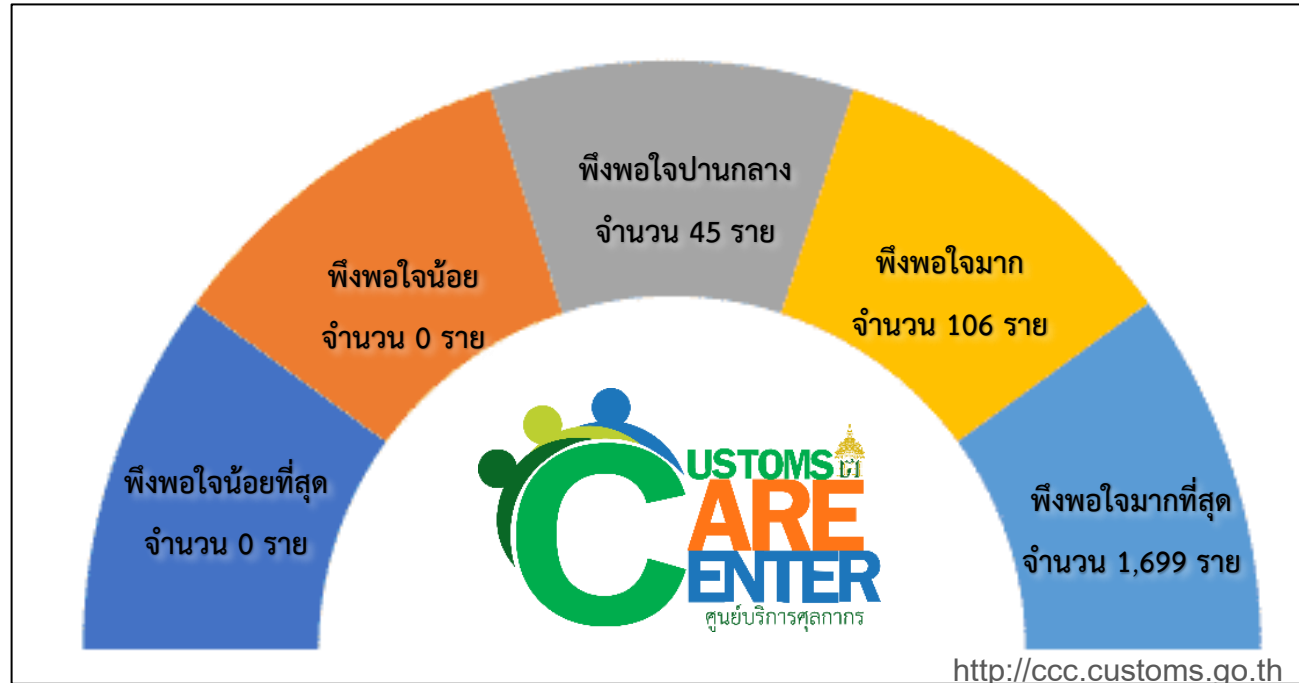 พึงพอใจปานกลาง
จำนวน 45 ราย
พึงพอใจน้อย
จำนวน 0 ราย
พึงพอใจมาก
จำนวน 106 ราย
พึงพอใจน้อยที่สุด
จำนวน 0 ราย
พึงพอใจมากที่สุด
จำนวน 1,699 ราย
CUSTOMS
CARE
CENTER
ศูนย์บริการศุลกากร
http://ccc.customs.go.th